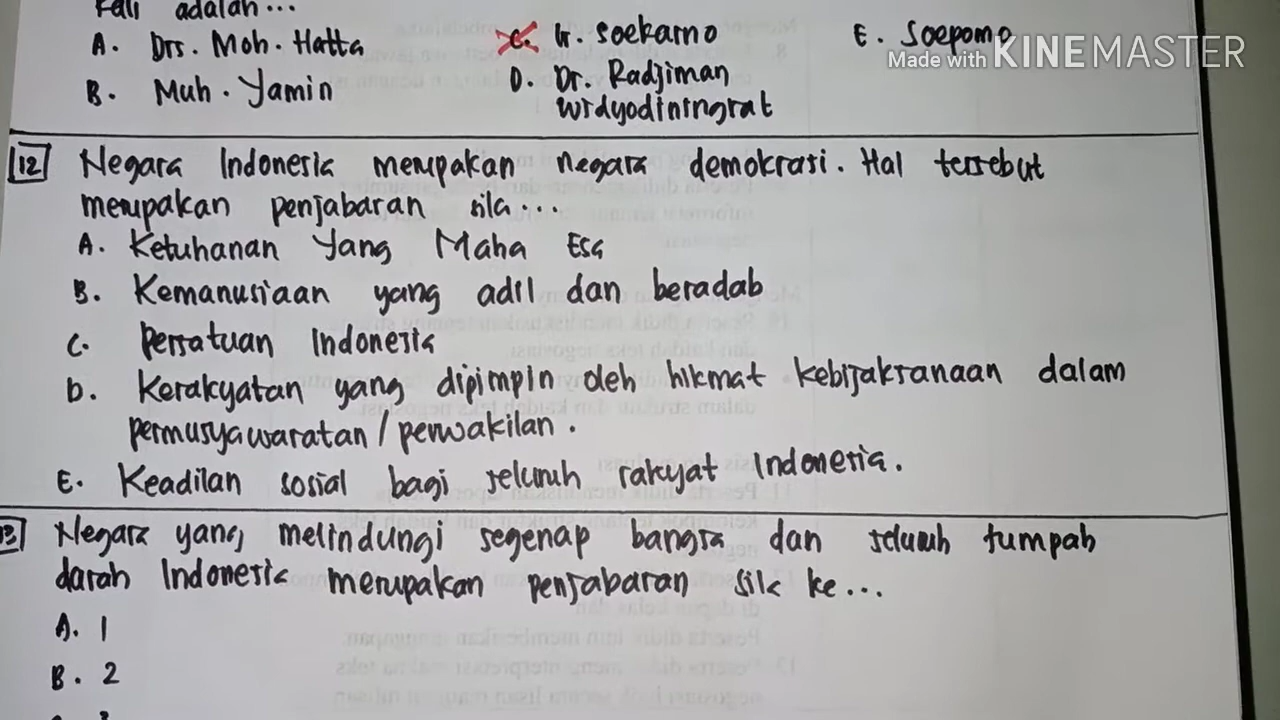 adalah...
A. Drs. Moh. Hatta
B. Muh. Yamin
C. Ir. Soekarno
D. Dr. Radjiman
Widyodiningrat
E. Soepomo
Made with KINEMASTER
12 Negara Indonesia merupakan negara demokrasi. Hal tersebut
merupakan penjabaran sila...
A. Ketuhanan Yang Maha Esa
B. Kemanusiaan yang adil dan beradab
C. Persatuan Indonesia
D. Kerakyatan yang dipimpin oleh hikmat kebijaksanaan dalam
permusyawaratan / perwakilan.
E. Keadilan sosial bagi seluruh rakyat Indonesia.
13 Negara yang melindungi segenap bangsa dan seluruh tumpah
darah Indonesia merupakan penjabaran sila ke...
A. 1
B. 2